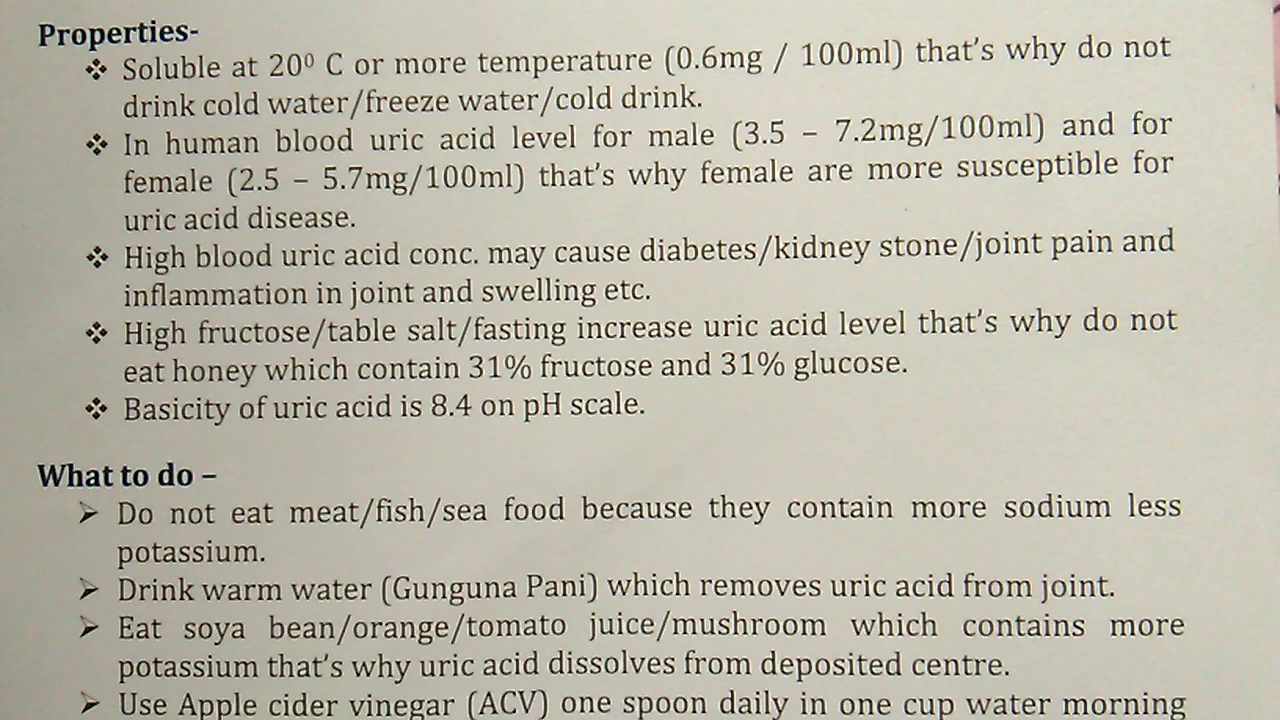 Properties-
❖ Soluble at 20⁰ C or more temperature (0.6mg / 100ml) that's why do not
drink cold water/freeze water/cold drink.
❖ In human blood uric acid level for male (3.5 – 7.2mg/100ml) and for
female (2.5 – 5.7mg/100ml) that's why female are more susceptible for
uric acid disease.
❖ High blood uric acid conc. may cause diabetes/kidney stone/joint pain and
inflammation in joint and swelling etc.
❖ High fructose/table salt/fasting increase uric acid level that's why do not
eat honey which contain 31% fructose and 31% glucose.
❖ Basicity of uric acid is 8.4 on pH scale.
What to do –
➢ Do not eat meat/fish/sea food because they contain more sodium less
potassium.
➢ Drink warm water (Gunguna Pani) which removes uric acid from joint.
➢ Eat soya bean/orange/tomato juice/mushroom which contains more
potassium that's why uric acid dissolves from deposited centre.
➢ Use Apple cider vinegar (ACV) one spoon daily in one cup water morning